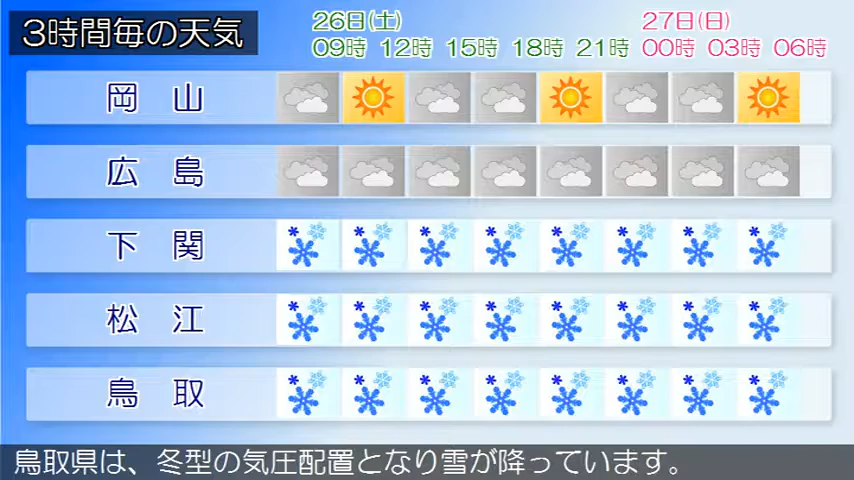 3時間毎の天気
26日(土) 27日(日)
09時 12時 15時 18時 21時 00時 03時 06時
岡山
広島
下関
松江
鳥取
鳥取県は、冬型の気圧配置となり雪が降っています。